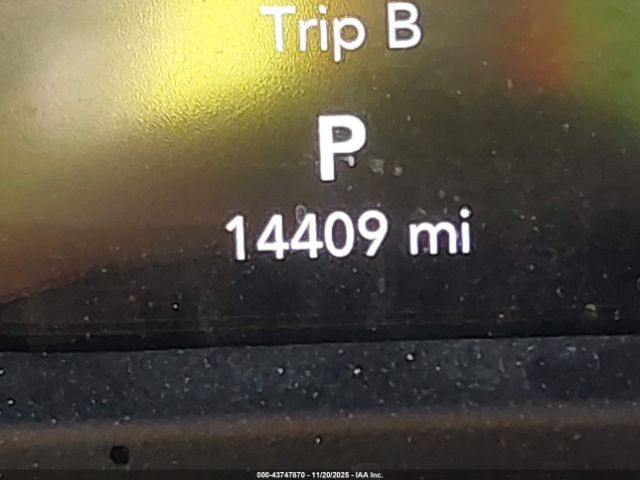 Trip B
P
14409 mi
000-43747870 - 11/20/2025 - IAA Inc.